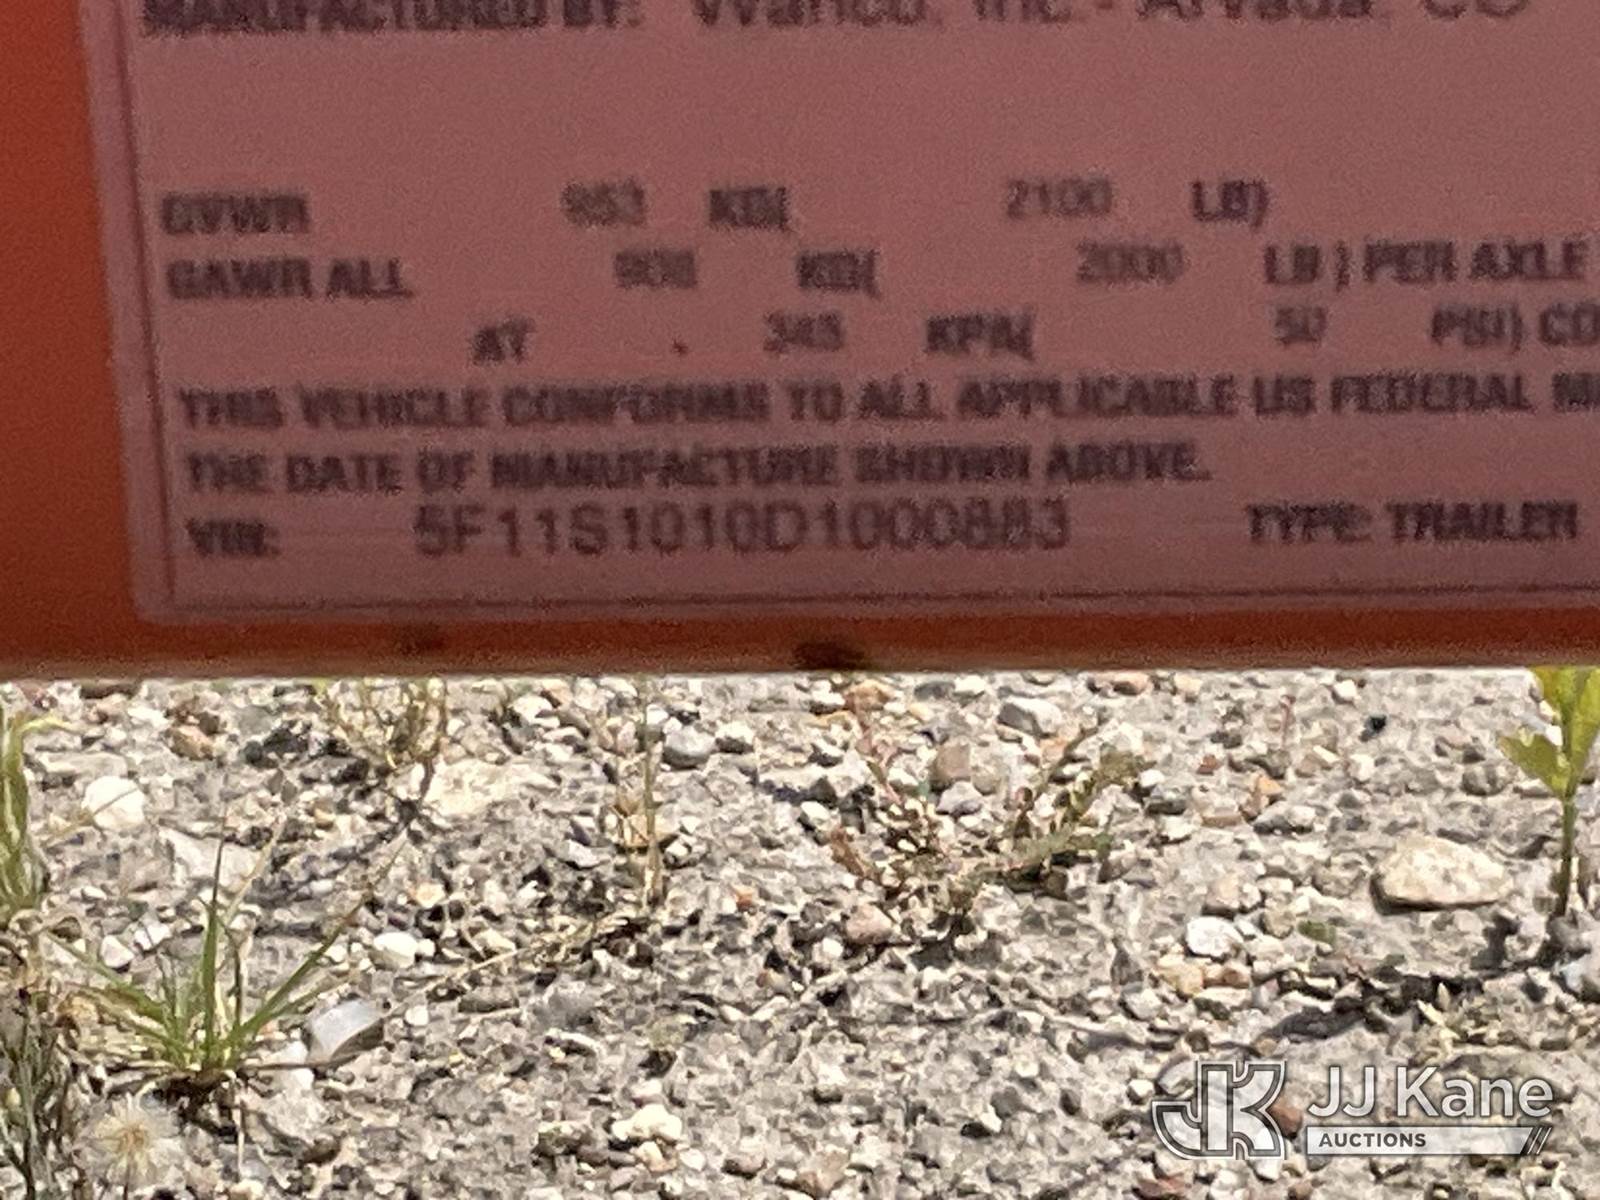 MANUFACTURED BY: Wanco, Inc. - Arvada, CO
GVWR 953 KG( 2100 LB)
GAWR ALL 908 KG( 2000 LB ) PER AXLE
AT 345 KPA( 50 PSI) CO
THIS VEHICLE CONFORMS TO ALL APPLICABLE US FEDERAL M
THE DATE OF MANUFACTURE SHOWN ABOVE.
VIN: 5F11S1010D1000883 TYPE: TRAILER
JJ Kane
AUCTIONS